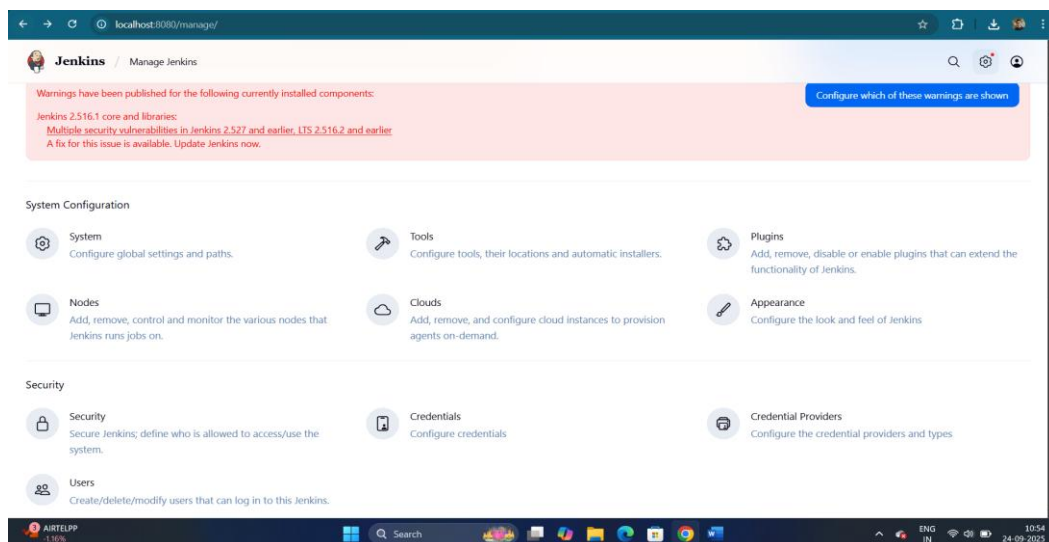 localhost:8080/manage/
Jenkins / Manage Jenkins
Warnings have been published for the following currently installed components:
Configure which of these warnings are shown
Jenkins 2.516.1 core and libraries:
Multiple security vulnerabilities in Jenkins 2.527 and earlier, LTS 2.516.2 and earlier
A fix for this issue is available. Update Jenkins now.
System Configuration
System
Configure global settings and paths.
Tools
Configure tools, their locations and automatic installers.
Plugins
Add, remove, disable or enable plugins that can extend the
functionality of Jenkins.
Nodes
Add, remove, control and monitor the various nodes that
Jenkins runs jobs on.
Clouds
Add, remove, and configure cloud instances to provision
agents on-demand.
Appearance
Configure the look and feel of Jenkins
Security
Security
Secure Jenkins; define who is allowed to access/use the
system.
Credentials
Configure credentials
Credential Providers
Configure the credential providers and types
Users
Create/delete/modify users that can log in to this Jenkins.
3
AIRTELPP
-1.16%
Search
ENG
IN
10:54
24-09-2025